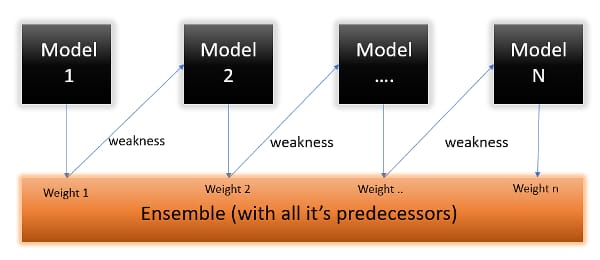 Model
1
Model
2
Model
....
Model
N
weakness
weakness
weakness
Weight 1
Weight 2
Weight ..
Weight n
Ensemble (with all it's predecessors)